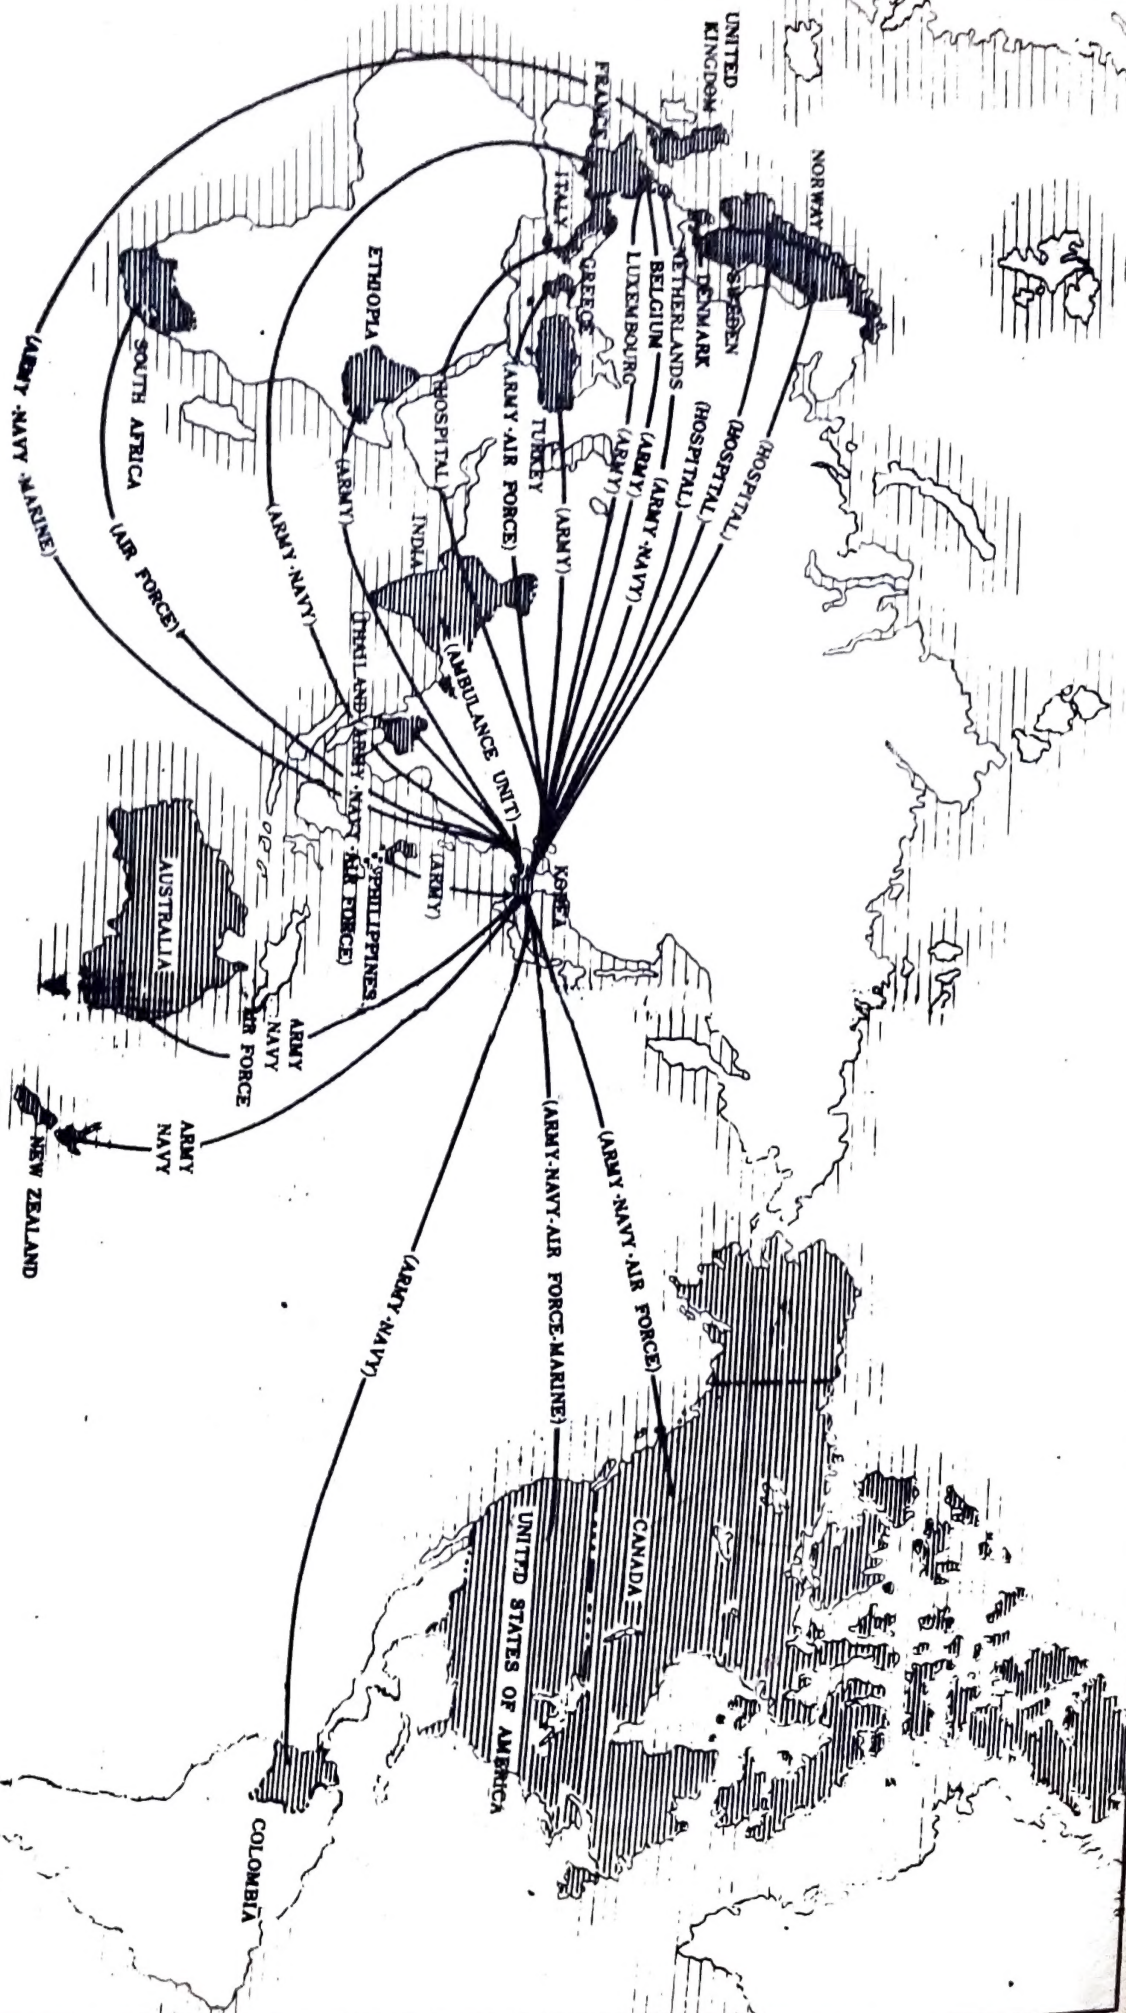 UNITED
KINGDOM
NORWAY
FRANCE
SWEDEN
DENMARK
NETHERLANDS
BELGIUM
LUXEMBOURG
ITALY
GREECE
TURKEY
(HOSPITAL)
(HOSPITAL)
(HOSPITAL)
(ARMY·NAVY)
(ARMY)
(ARMY)
(ARMY)
(ARMY·AIR FORCE)
(HOSPITAL)
ETHIOPIA
(ARMY)
INDIA
(AMBULANCE UNIT)
(ARMY·NAVY)
SOUTH AFRICA
(AIR FORCE)
(ARMY·NAVY·MARINE)
THAILAND (ARMY·NAVY·AIR FORCE)
PHILIPPINES
(ARMY)
KOREA
AUSTRALIA
ARMY
NAVY
AIR FORCE
ARMY
NAVY
NEW ZEALAND
(ARMY·NAVY·AIR FORCE)
(ARMY·NAVY·AIR FORCE·MARINE)
(ARMY·NAVY)
CANADA
UNITED STATES OF AMERICA
COLOMBIA